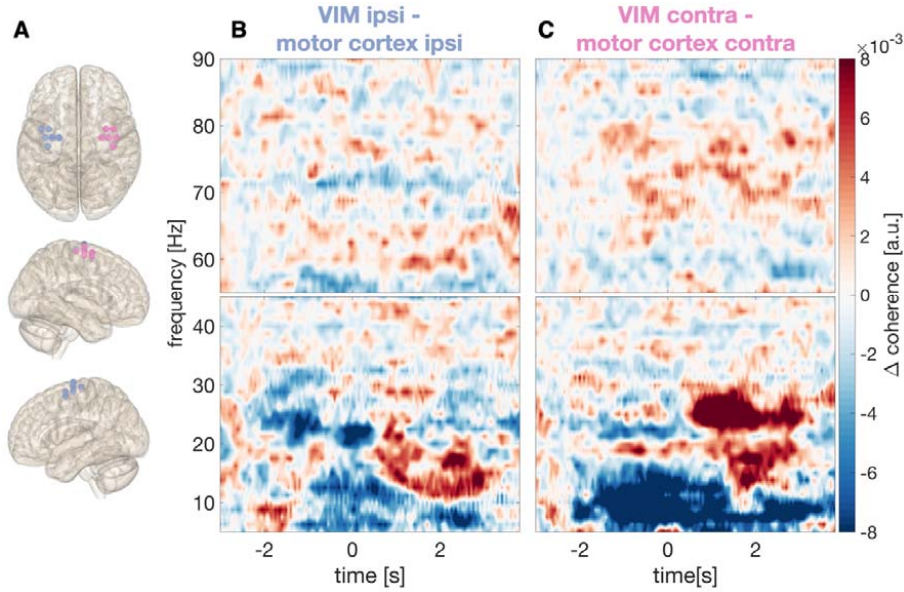 A
B
VIM ipsi -
motor cortex ipsi
C
VIM contra -
motor cortex contra
×10⁻³
90
80
70
60
40
30
20
10
frequency [Hz]
-2
0
2
time [s]
-2
0
2
time[s]
8
6
4
2
0
-2
-4
-6
-8
Δ coherence [a.u.]